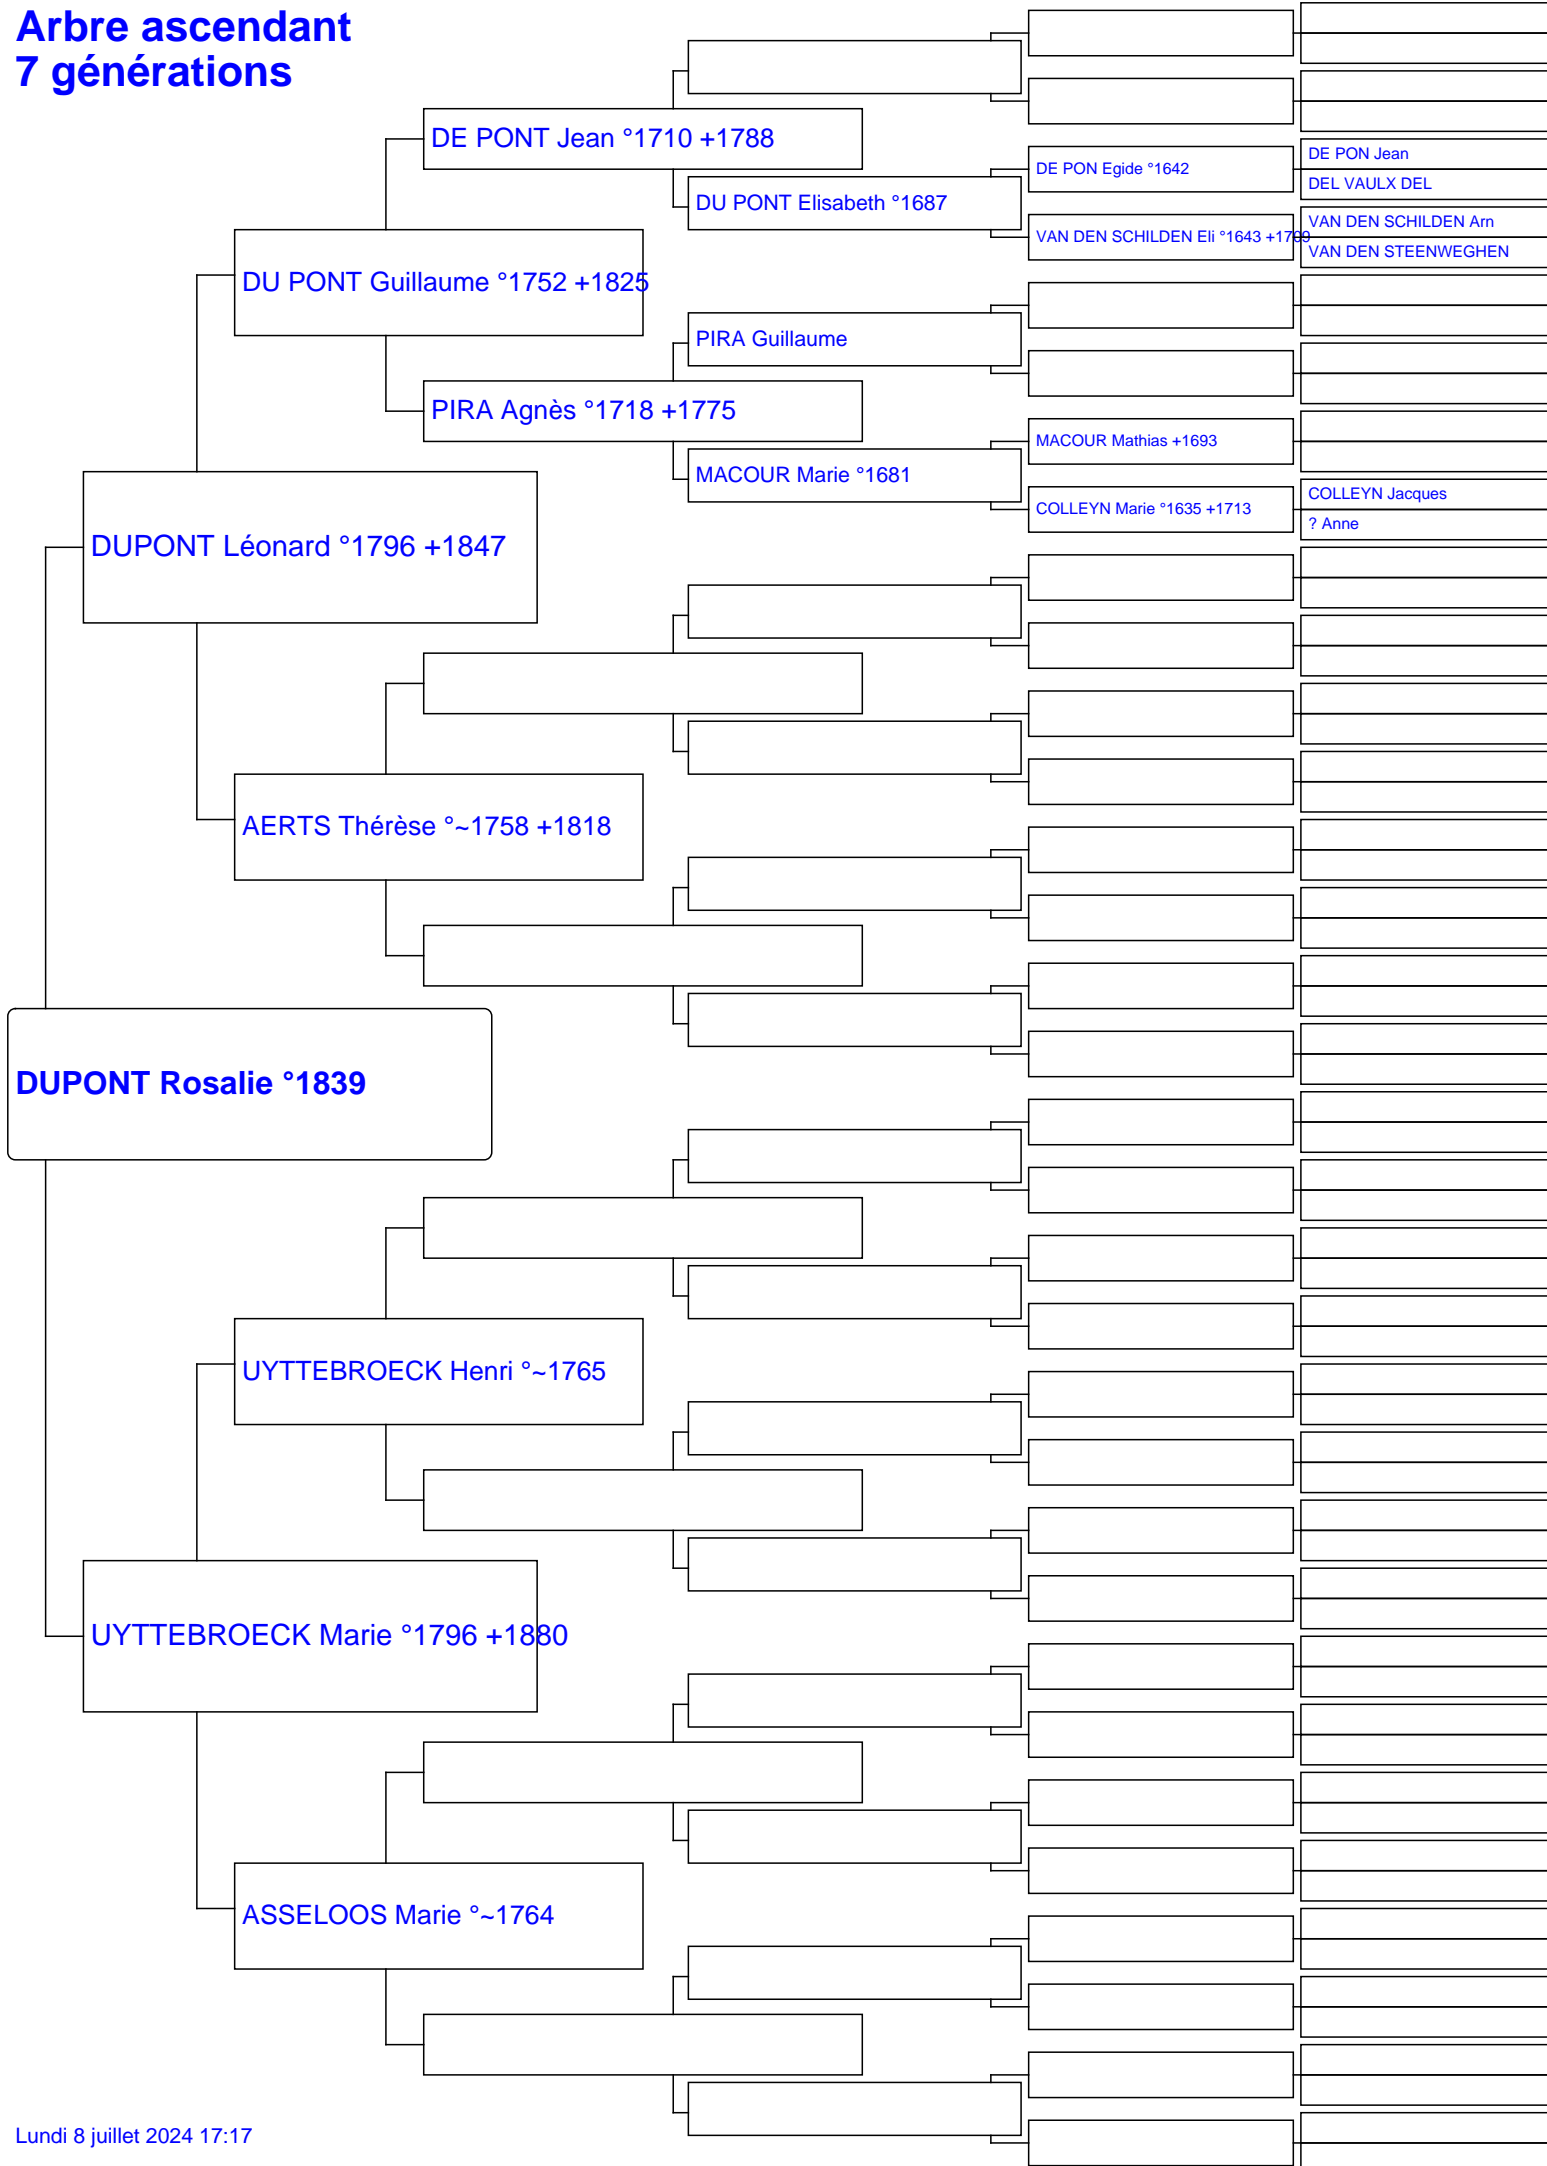 Arbre ascendant
7 générations
DE PONT Jean °1710 +1788
DE PON Egide °1642
DE PON Jean
DEL VAULX DEL
DU PONT Elisabeth °1687
VAN DEN SCHILDEN Eli °1643 +1709
VAN DEN SCHILDEN Arn
VAN DEN STEENWEGHEN
DU PONT Guillaume °1752 +1825
PIRA Guillaume
PIRA Agnès °1718 +1775
MACOUR Mathias +1693
MACOUR Marie °1681
COLLEYN Marie °1635 +1713
COLLEYN Jacques
? Anne
DUPONT Léonard °1796 +1847
AERTS Thérèse °~1758 +1818
DUPONT Rosalie °1839
UYTTEBROECK Henri °~1765
UYTTEBROECK Marie °1796 +1880
ASSELOOS Marie °~1764
Lundi 8 juillet 2024 17:17